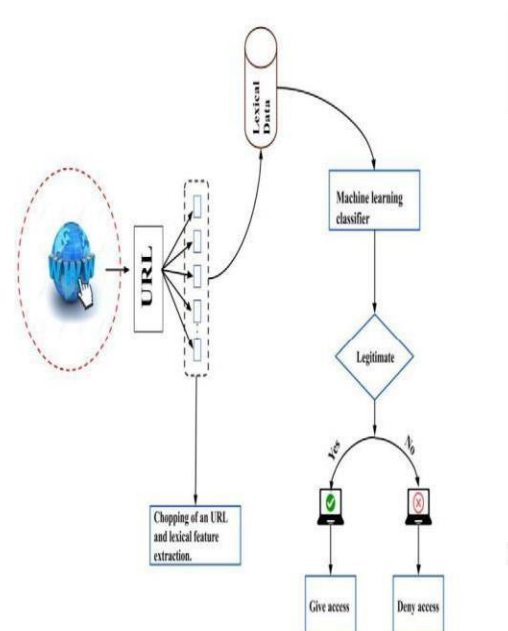 Lexical
Data
URL
Machine learning
classifier
Legitimate
Yes
No
Chopping of an URL
and lexical feature
extraction.
Give access
Deny access